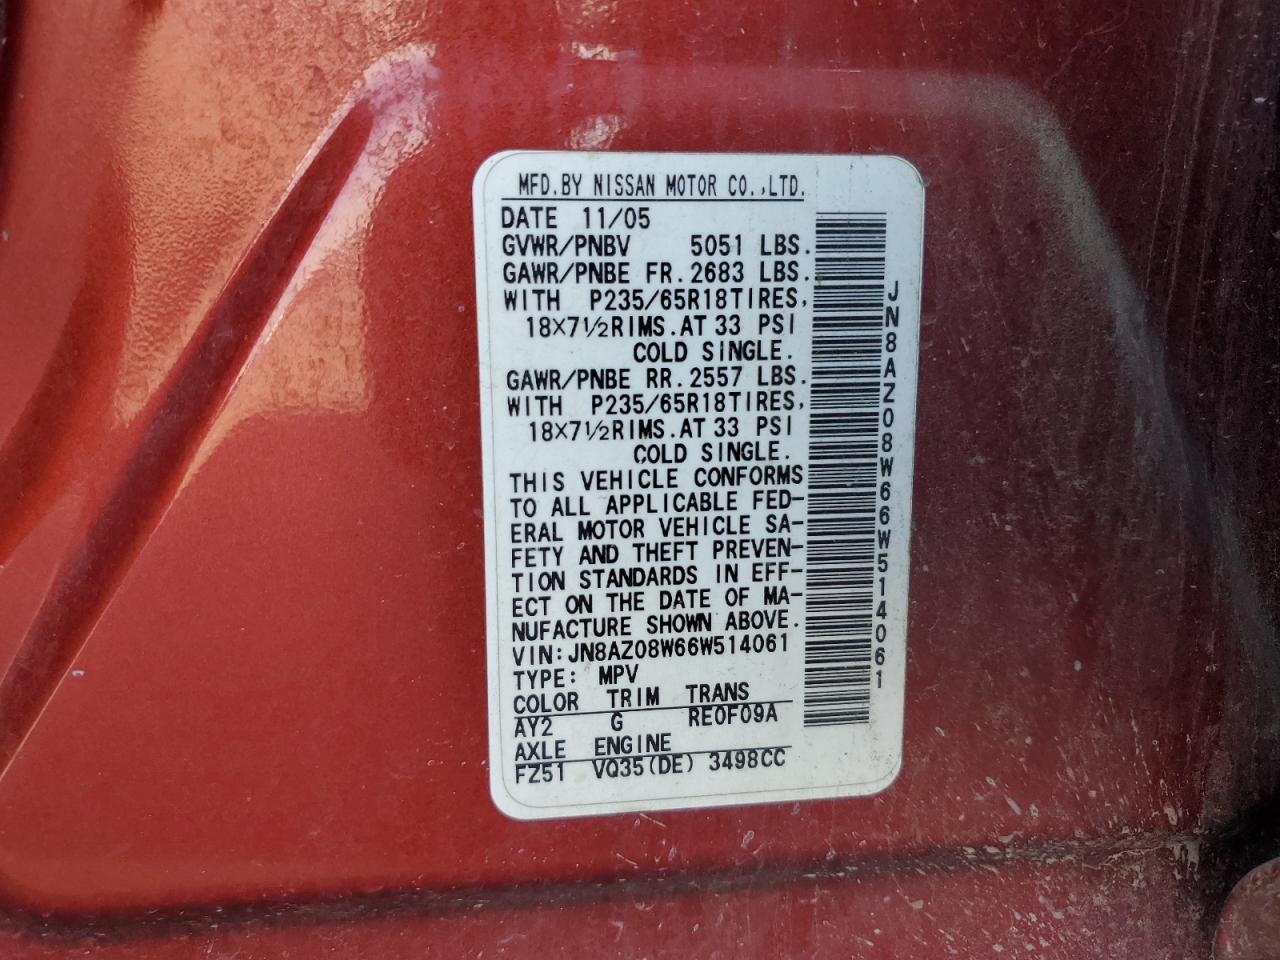 MFD.BY NISSAN MOTOR CO.,LTD.
DATE 11/05
GVWR/PNBV 5051 LBS.
GAWR/PNBE FR.2683 LBS.
WITH P235/65R18TIRES,
18×7½RIMS.AT 33 PSI
COLD SINGLE.
GAWR/PNBE RR.2557 LBS.
WITH P235/65R18TIRES,
18×7½RIMS.AT 33 PSI
COLD SINGLE.
THIS VEHICLE CONFORMS
TO ALL APPLICABLE FED-
ERAL MOTOR VEHICLE SA-
FETY AND THEFT PREVEN-
TION STANDARDS IN EFF-
ECT ON THE DATE OF MA-
NUFACTURE SHOWN ABOVE.
VIN:JN8AZ08W66W514061
TYPE: MPV
COLOR TRIM TRANS
AY2 G RE0F09A
AXLE ENGINE
FZ51 VQ35(DE) 3498CC
JN8AZ08W66W514061